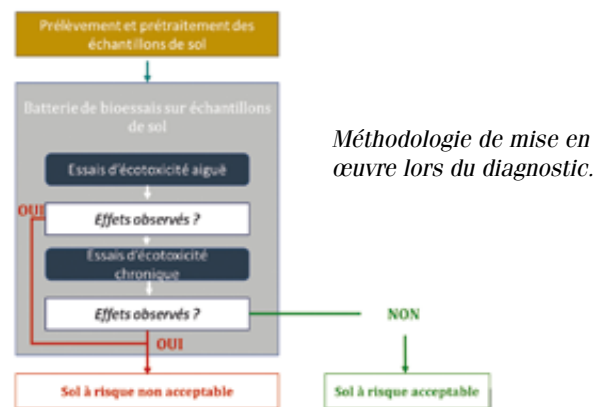 Prélèvement et prétraitement des
échantillons de sol
Batterie de bioessais sur échantillons
de sol
Essais d'écotoxicité aiguë
OUI
Effets observés ?
Essais d'écotoxicité
chronique
Effets observés ?
NON
OUI
Sol à risque non acceptable
Sol à risque acceptable
Méthodologie de mise en
œuvre lors du diagnostic.